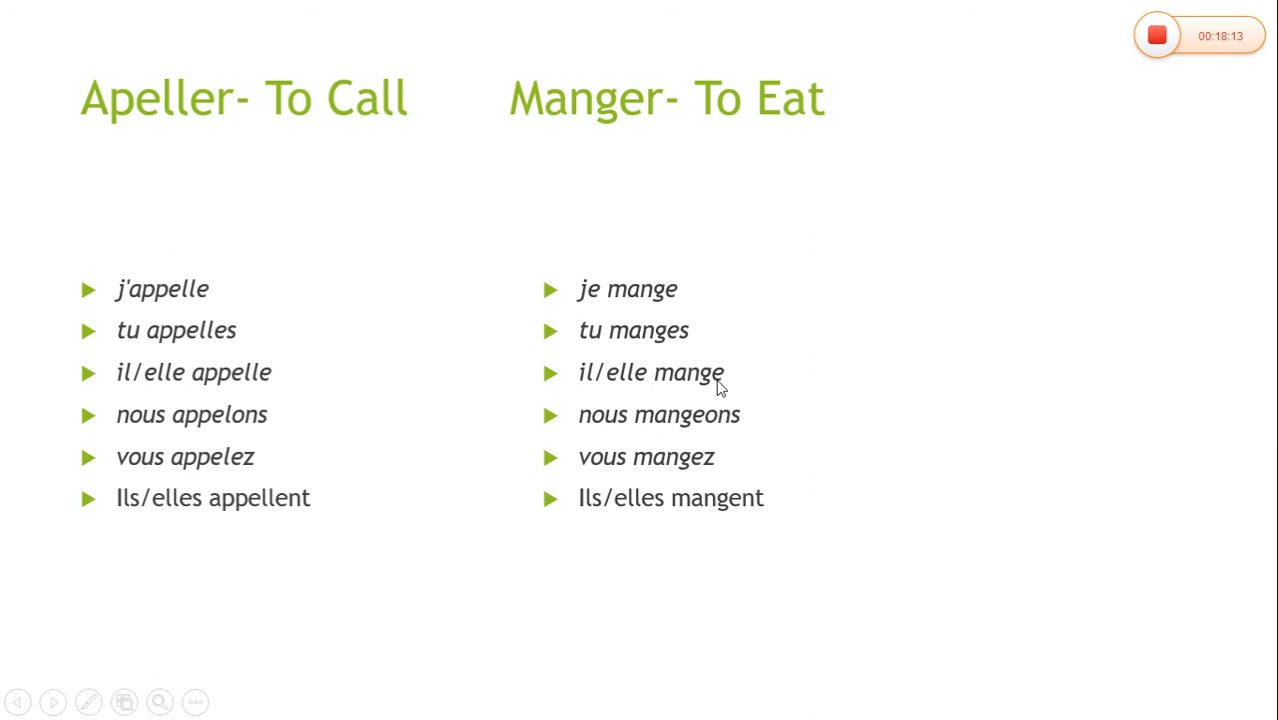 00:18:13
Apeller- To Call
Manger- To Eat
j'appelle
tu appelles
il/elle appelle
nous appelons
vous appelez
Ils/elles appellent
je mange
tu manges
il/elle mange
nous mangeons
vous mangez
Ils/elles mangent